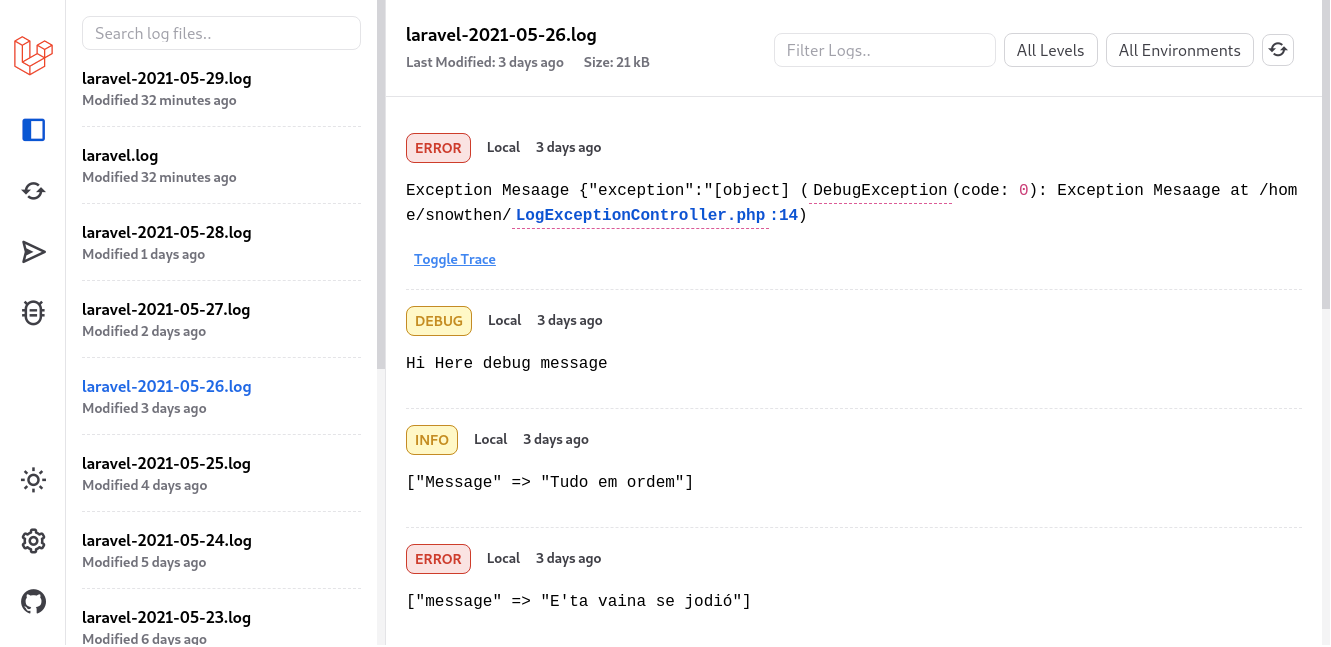 Search log files..
laravel-2021-05-29.log
Modified 32 minutes ago
laravel.log
Modified 32 minutes ago
laravel-2021-05-28.log
Modified 1 days ago
laravel-2021-05-27.log
Modified 2 days ago
laravel-2021-05-26.log
Modified 3 days ago
laravel-2021-05-25.log
Modified 4 days ago
laravel-2021-05-24.log
Modified 5 days ago
laravel-2021-05-23.log
Modified 6 days ago
laravel-2021-05-26.log
Last Modified: 3 days ago Size: 21 kB
Filter Logs.. All Levels All Environments
ERROR Local 3 days ago
Exception Mesaage {"exception":"[object] (DebugException(code: 0): Exception Mesaage at /hom
e/snowthen/LogExceptionController.php:14)
Toggle Trace
DEBUG Local 3 days ago
Hi Here debug message
INFO Local 3 days ago
["Message" => "Tudo em ordem"]
ERROR Local 3 days ago
["message" => "E'ta vaina se jodió"]